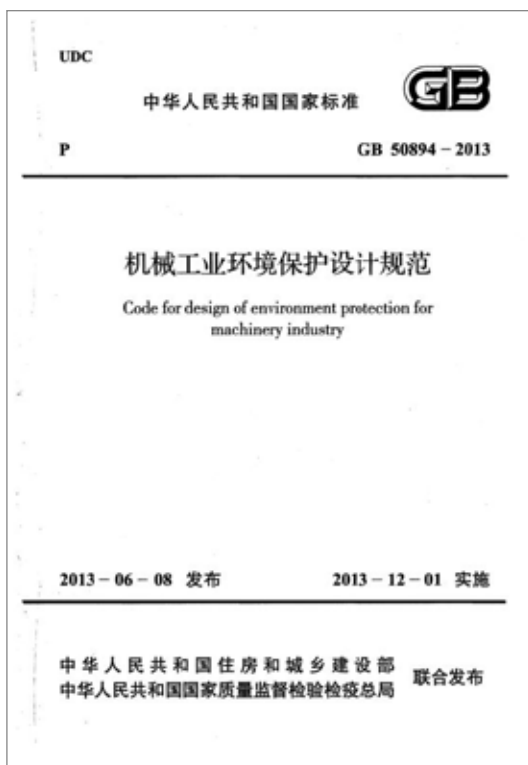 UDC
中华人民共和国国家标准
GB
P
GB 50894-2013
机械工业环境保护设计规范
Code for design of environment protection for
machinery industry
2013-06-08 发布
2013-12-01 实施
中华人民共和国住房和城乡建设部
中华人民共和国国家质量监督检验检疫总局
联合发布